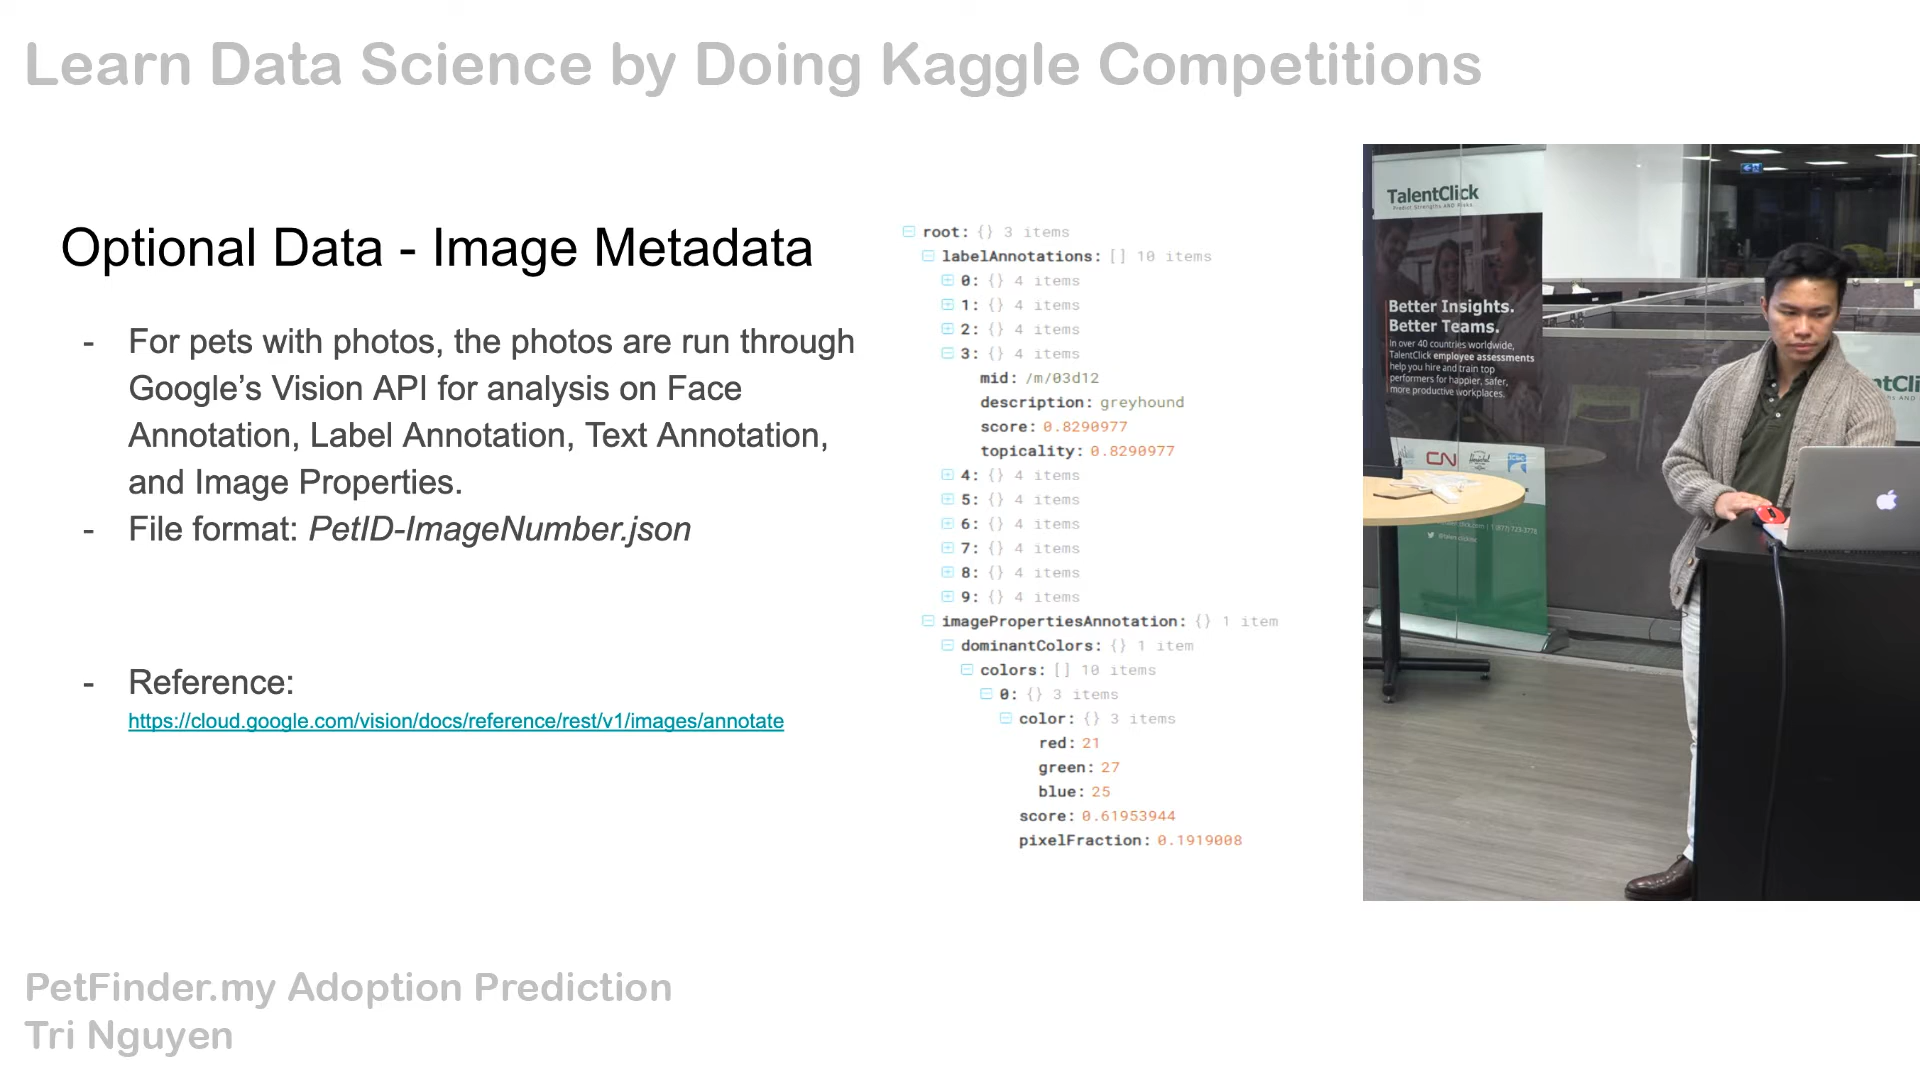 Learn Data Science by Doing Kaggle Competitions
Optional Data - Image Metadata
- For pets with photos, the photos are run through
Google’s Vision API for analysis on Face
Annotation, Label Annotation, Text Annotation,
and Image Properties.
- File format: PetID-ImageNumber.json
- Reference:
https://cloud.google.com/vision/docs/reference/rest/v1/images/annotate
root: {} 3 items
labelAnnotations: [] 10 items
0: {} 4 items
1: {} 4 items
2: {} 4 items
3: {} 4 items
mid: /m/03d12
description: greyhound
score: 0.8290977
topicality: 0.8290977
4: {} 4 items
5: {} 4 items
6: {} 4 items
7: {} 4 items
8: {} 4 items
9: {} 4 items
imagePropertiesAnnotation: {} 1 item
dominantColors: {} 1 item
colors: [] 10 items
0: {} 3 items
color: {} 3 items
red: 21
green: 27
blue: 25
score: 0.61953944
pixelFraction: 0.1919008
TalentClick
Predict Strengths AND Risks.
Better Insights.
Better Teams.
In over 40 countries worldwide,
TalentClick employee assessments
help you hire and train top
performers for happier, safer,
more productive workplaces.
CN
ntCli
PetFinder.my Adoption Prediction
Tri Nguyen